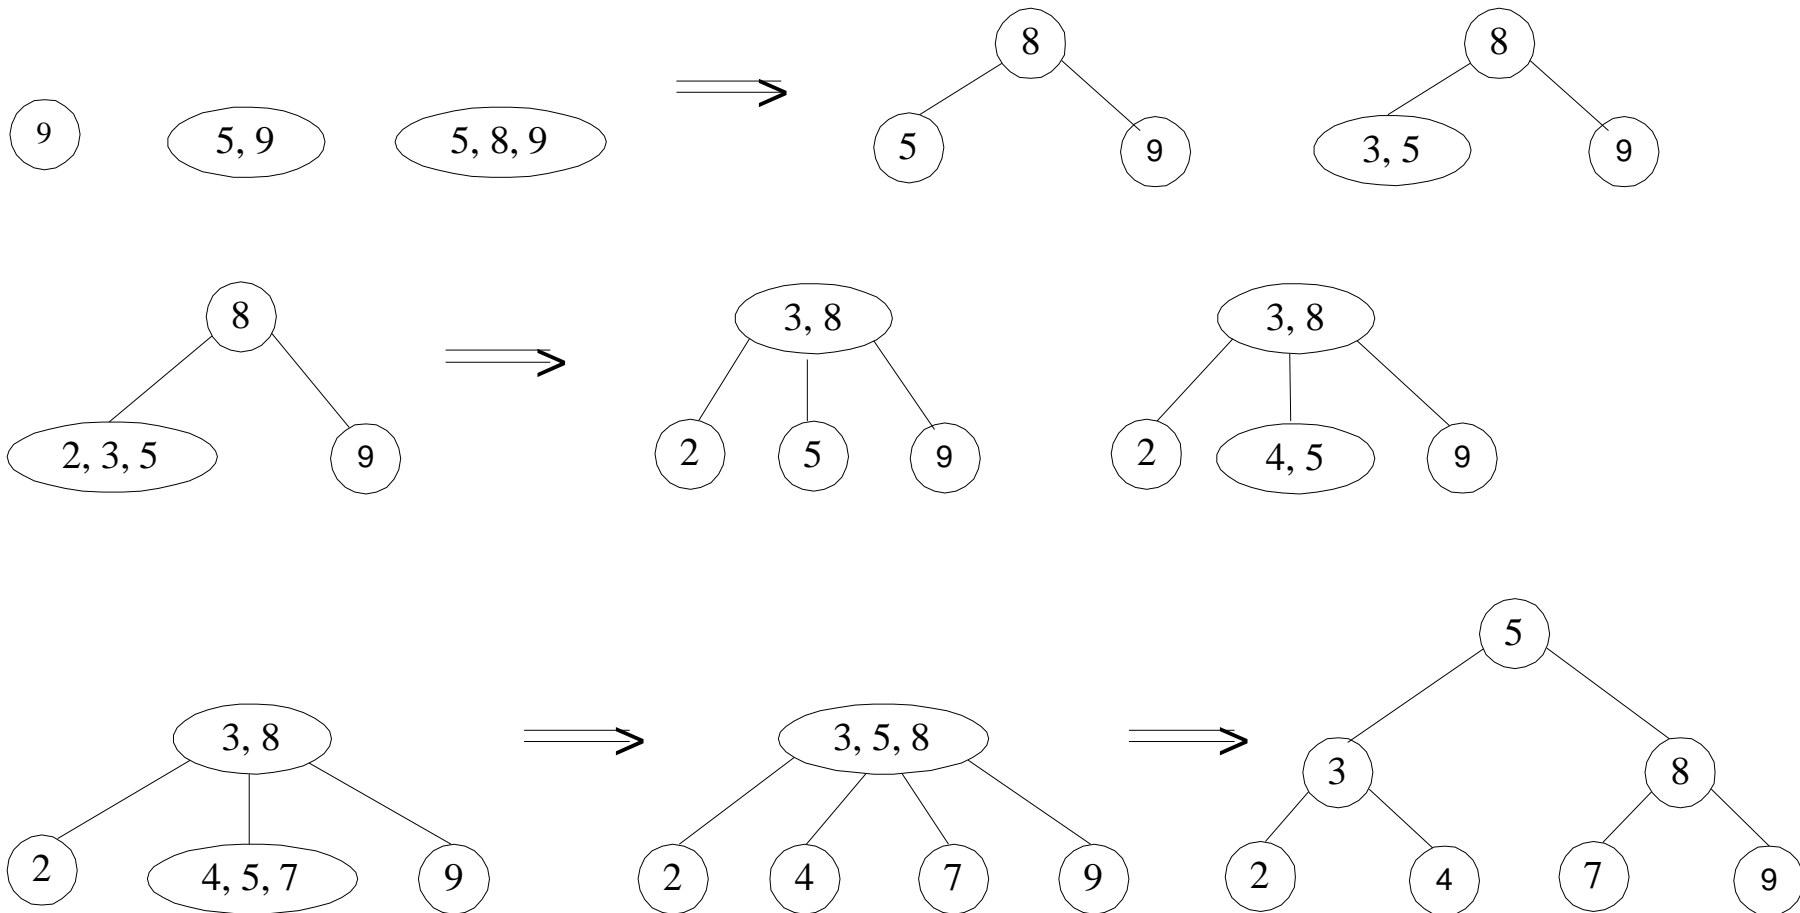 8 8
9 5, 9 5, 8, 9 5 9 3, 5 9
8 3, 8 3, 8
2, 3, 5 9 2 5 9 2 4, 5 9
5
3, 8 3, 5, 8 3 8
2 4, 5, 7 9 2 4 7 9 2 4 7 9